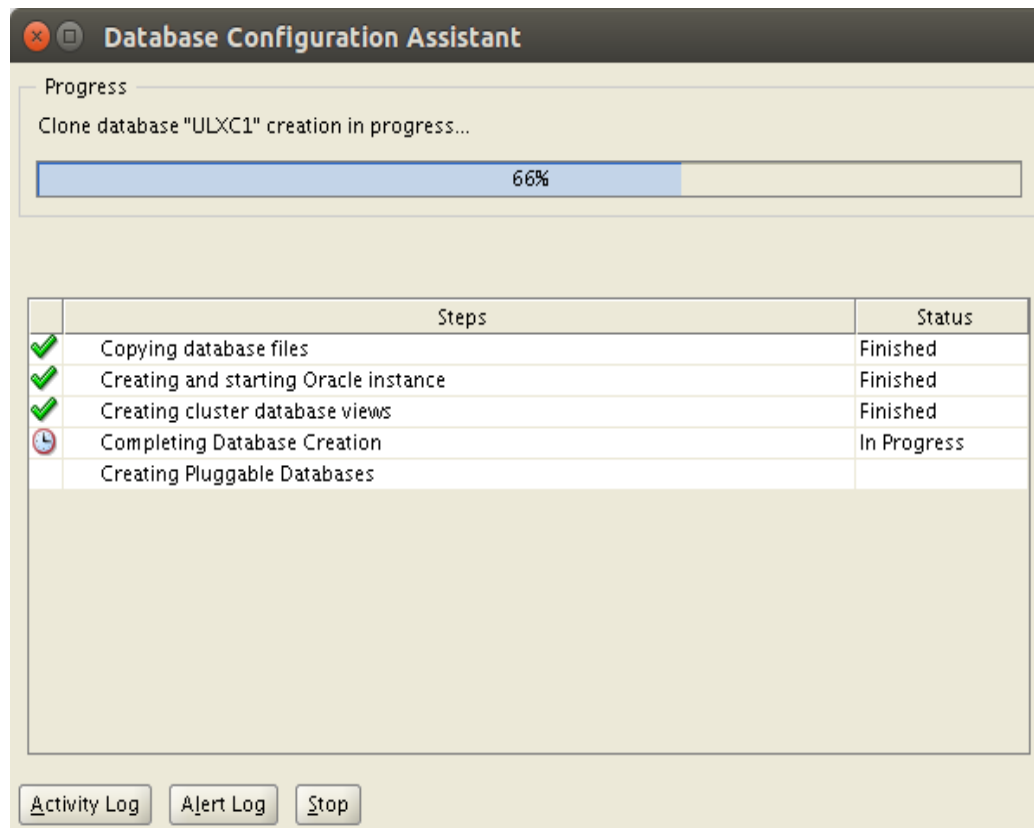 Database Configuration Assistant
Progress
Clone database "ULXC1" creation in progress...
66%
Steps Status
Copying database files Finished
Creating and starting Oracle instance Finished
Creating cluster database views Finished
Completing Database Creation In Progress
Creating Pluggable Databases
Activity Log Alert Log Stop